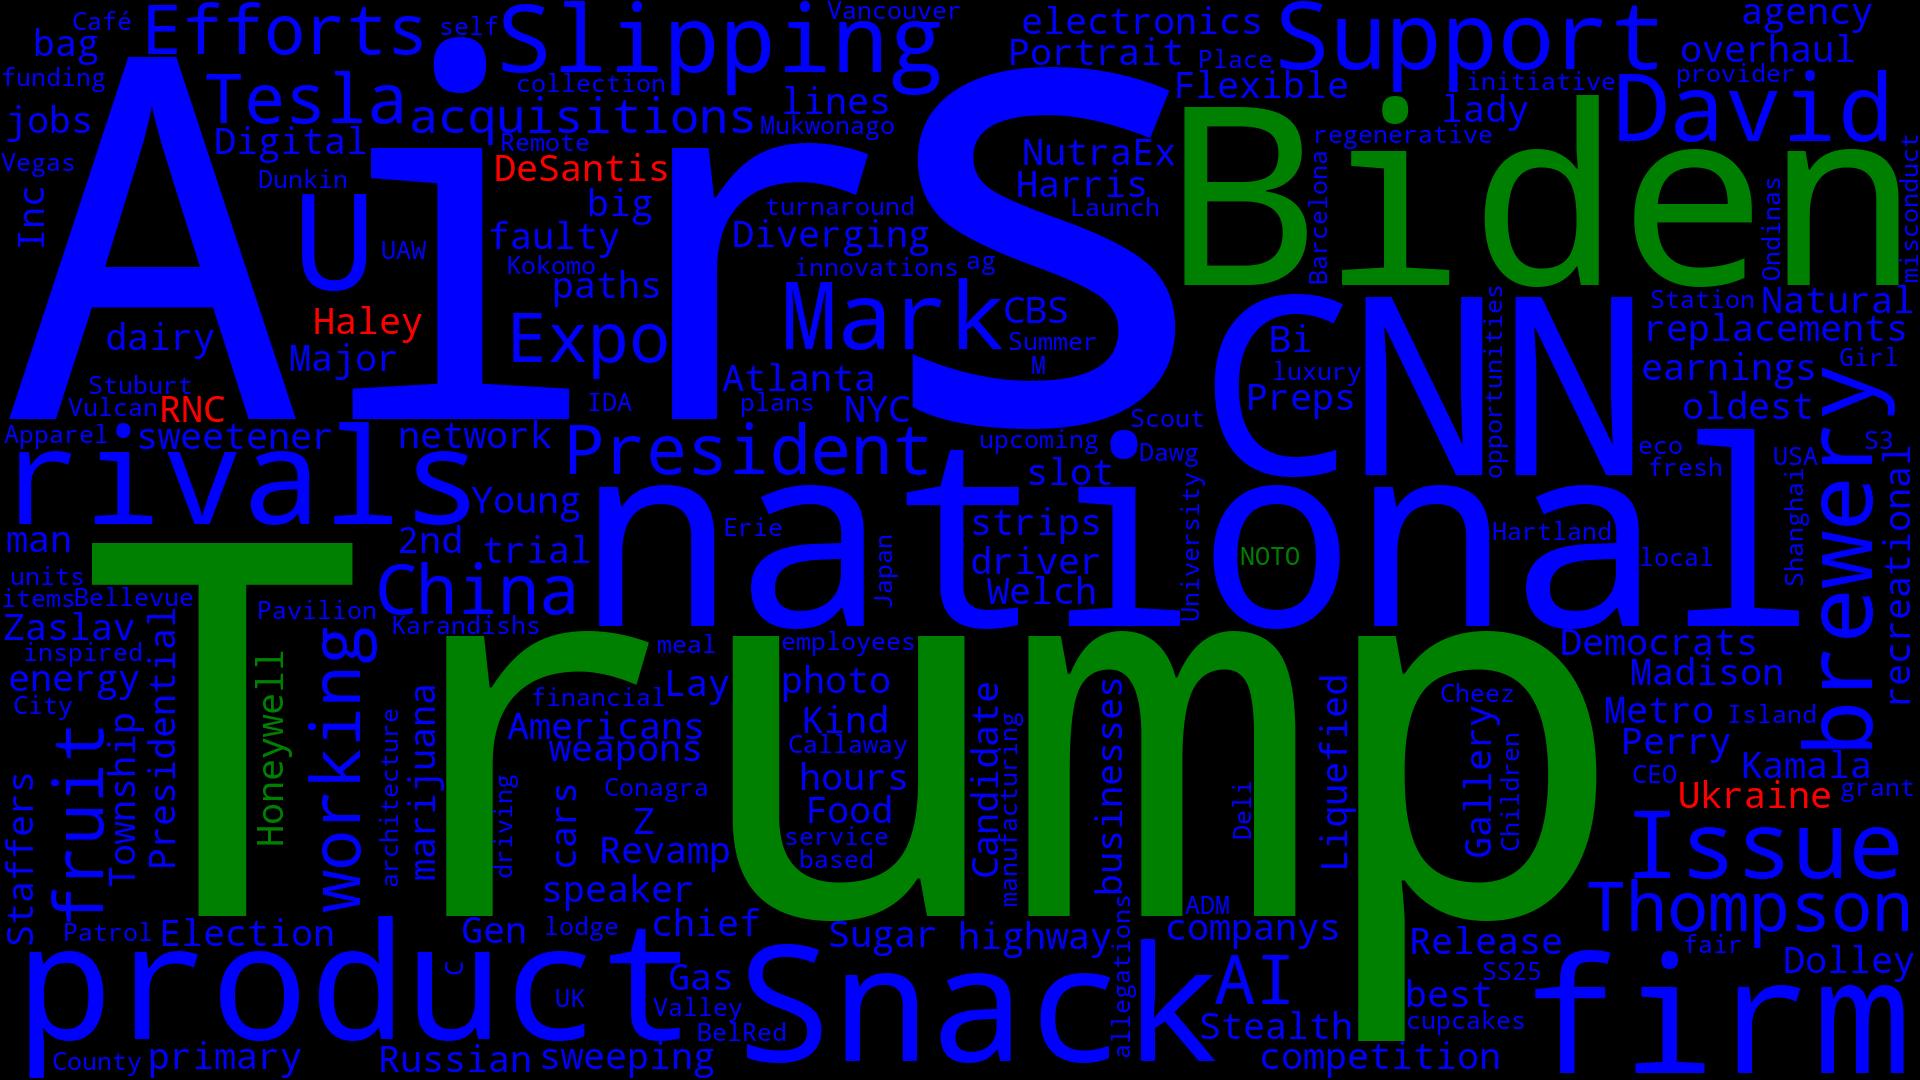 Café
self
Vancouver
bag
Efforts
Slipping
electronics
Support
agency
Portrait
Place
overhaul
funding
Tesla
collection
Flexible
initiative
provider
jobs
acquisitions
lines
lady
David
Digital
Mukwonago
regenerative
Vegas
Remote
NutraEx
Biden
misconduct
Dunkin
DeSantis
Harris
Barcelona
Ondinas
Inc
AirS
U
big
turnaround
Launch
UAW
faulty
Diverging
Kokomo
innovations
ag
paths
Haley
Expo
Mark
CBS
CNN
Bi
opportunities
Station
Natural
replacements
dairy
Major
Summer
M
luxury
earnings
Girl
Stuburt
Atlanta
Preps
Vulcan
RNC
IDA
plans
NYC
oldest
brewery
Apparel
sweetener
network
President
upcoming
Scout
Dawg
eco
USA
S3
rivals
slot
fresh
Young
national
University
Shanghai
recreational
man
2nd
trial
Erie
strips
Hartland
Japan
driver
NOTO
local
units
China
Welch
items
Bellevue
Pavilion
Zaslav
Karandishs
Trump
inspired
Presidential
working
meal
employees
Democrats
energy
Honeywell
Lay
photo
Cheez
Madison
City
financial
Candidate
businesses
Liquefied
Metro
Island
fruit
Township
architecture
marijuana
Americans
Kind
manufacturing
Gallery
Children
Perry
weapons
Callaway
Kamala
Staffers
driving
cars
Conagra
hours
Deli
CEO
Ukraine
grant
Z
Food
Issue
service
Revamp
based
speaker
ADM
Thompson
Patrol
Election
Gen
lodge
chief
Sugar
highway
allegations
companys
Release
fair
product
C
Gas
Snack
AI
SS25
Dolley
UK
Valley
best
firm
BelRed
Stealth
cupcakes
County
primary
Russian
sweeping
competition